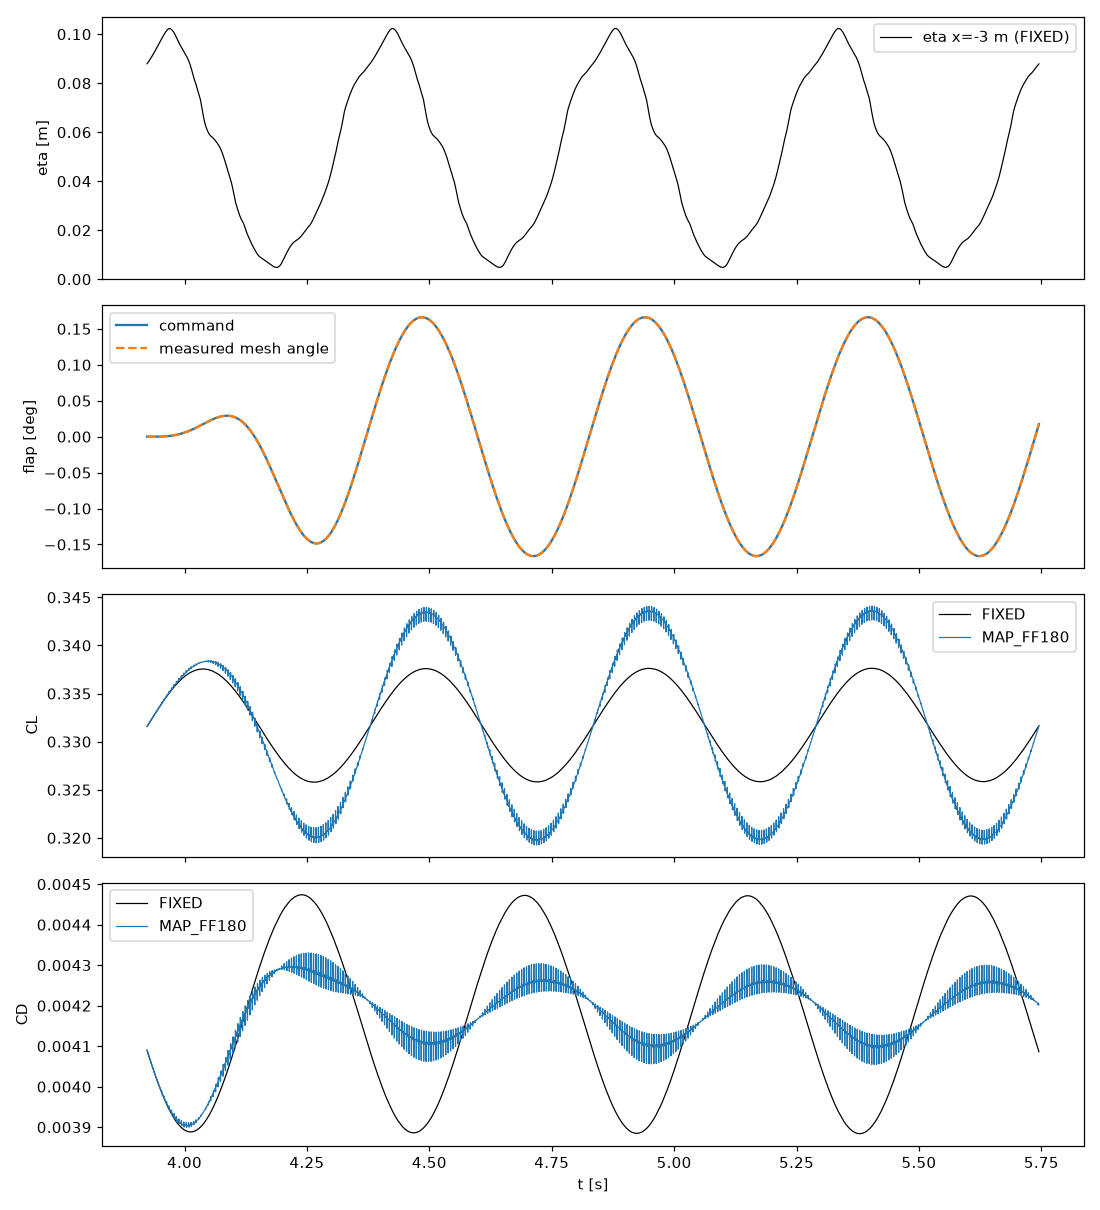 0.10
0.08
0.06
0.04
0.02
0.00
eta [m]
eta x=-3 m (FIXED)
0.15
0.10
0.05
0.00
−0.05
−0.10
−0.15
flap [deg]
command
measured mesh angle
0.345
0.340
0.335
0.330
0.325
0.320
CL
FIXED
MAP_FF180
0.0045
0.0044
0.0043
0.0042
0.0041
0.0040
0.0039
CD
FIXED
MAP_FF180
4.00 4.25 4.50 4.75 5.00 5.25 5.50 5.75
t [s]